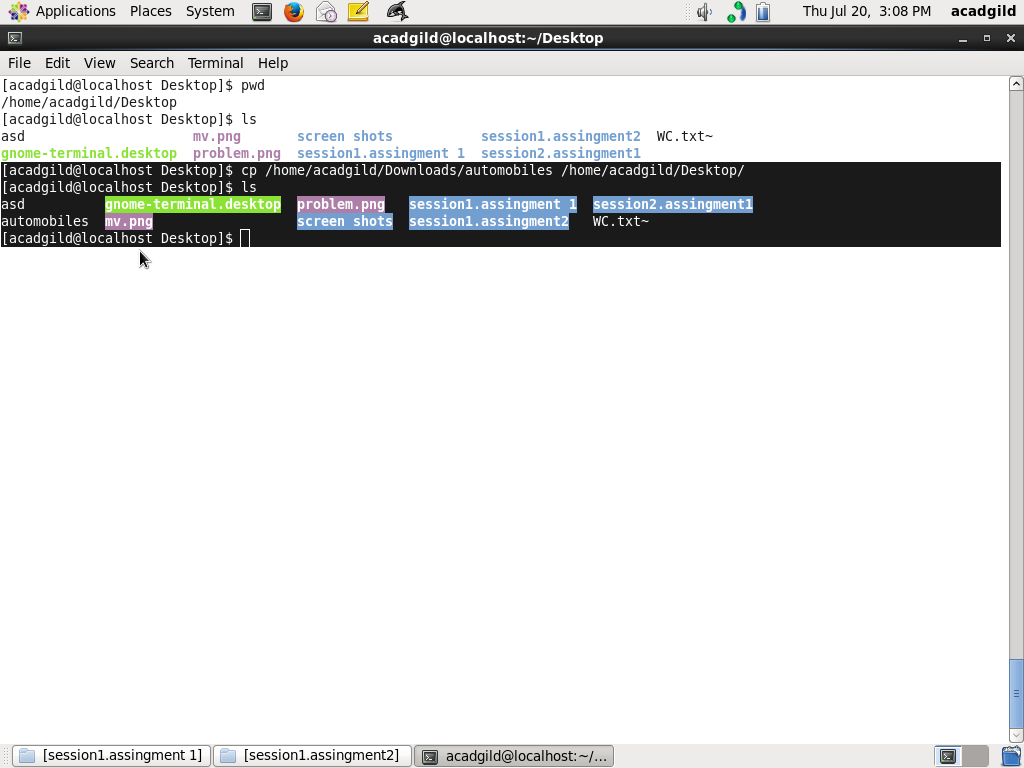 Applications Places System Thu Jul 20, 3:08 PM acadgild
acadgild@localhost:~/Desktop
File Edit View Search Terminal Help
[acadgild@localhost Desktop]$ pwd
/home/acadgild/Desktop
[acadgild@localhost Desktop]$ ls
asd mv.png screen shots session1.assingment2 WC.txt~
gnome-terminal.desktop problem.png session1.assingment 1 session2.assingment1
[acadgild@localhost Desktop]$ cp /home/acadgild/Downloads/automobiles /home/acadgild/Desktop/
[acadgild@localhost Desktop]$ ls
asd gnome-terminal.desktop problem.png session1.assingment 1 session2.assingment1
automobiles mv.png screen shots session1.assingment2 WC.txt~
[acadgild@localhost Desktop]$
[session1.assingment 1] [session1.assingment2] acadgild@localhost:~/...